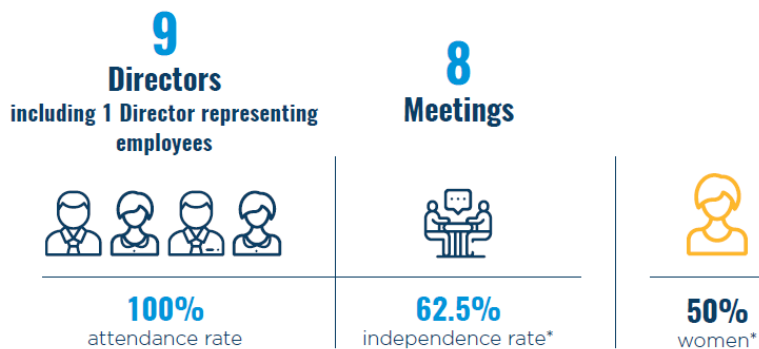 9
Directors
including 1 Director representing
employees
8
Meetings
100%
attendance rate
62.5%
independence rate*
50%
women*